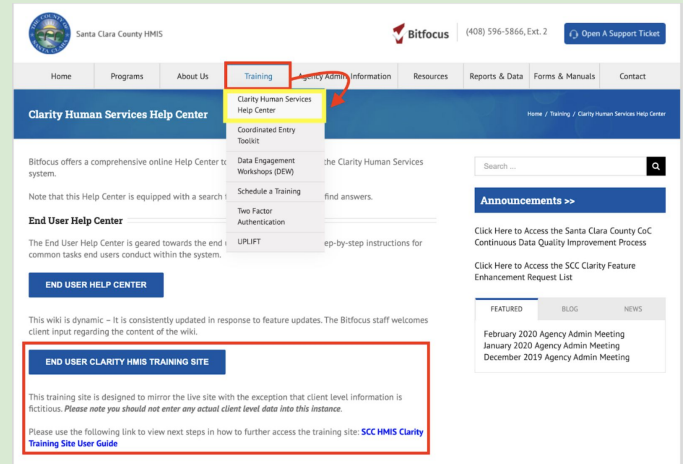 THE COUNTY OF
SANTA CLARA
Santa Clara County HMIS
Bitfocus
(408) 596-5866, Ext. 2
Open A Support Ticket
Home
Programs
About Us
Training
Agency Admin Information
Resources
Reports & Data
Forms & Manuals
Contact
Clarity Human Services Help Center
Home / Training / Clarity Human Services Help Center
Clarity Human Services
Help Center
Coordinated Entry
Toolkit
Data Engagement
Workshops (DEW)
Schedule a Training
Two Factor
Authentication
UPLIFT
Bitfocus offers a comprehensive online Help Center to the Clarity Human Services
system.
Note that this Help Center is equipped with a search find answers.
End User Help Center
The End User Help Center is geared towards the end ep-by-step instructions for
common tasks end users conduct within the system.
END USER HELP CENTER
This wiki is dynamic – It is consistently updated in response to feature updates. The Bitfocus staff welcomes
client input regarding the content of the wiki.
END USER CLARITY HMIS TRAINING SITE
This training site is designed to mirror the live site with the exception that client level information is
fictitious. Please note you should not enter any actual client level data into this instance.
Please use the following link to view next steps in how to further access the training site: SCC HMIS Clarity
Training Site User Guide
Search ...
Announcements >>
Click Here to Access the Santa Clara County CoC
Continuous Data Quality Improvement Process
Click Here to Access the SCC Clarity Feature
Enhancement Request List
FEATURED
BLOG
NEWS
February 2020 Agency Admin Meeting
January 2020 Agency Admin Meeting
December 2019 Agency Admin Meeting